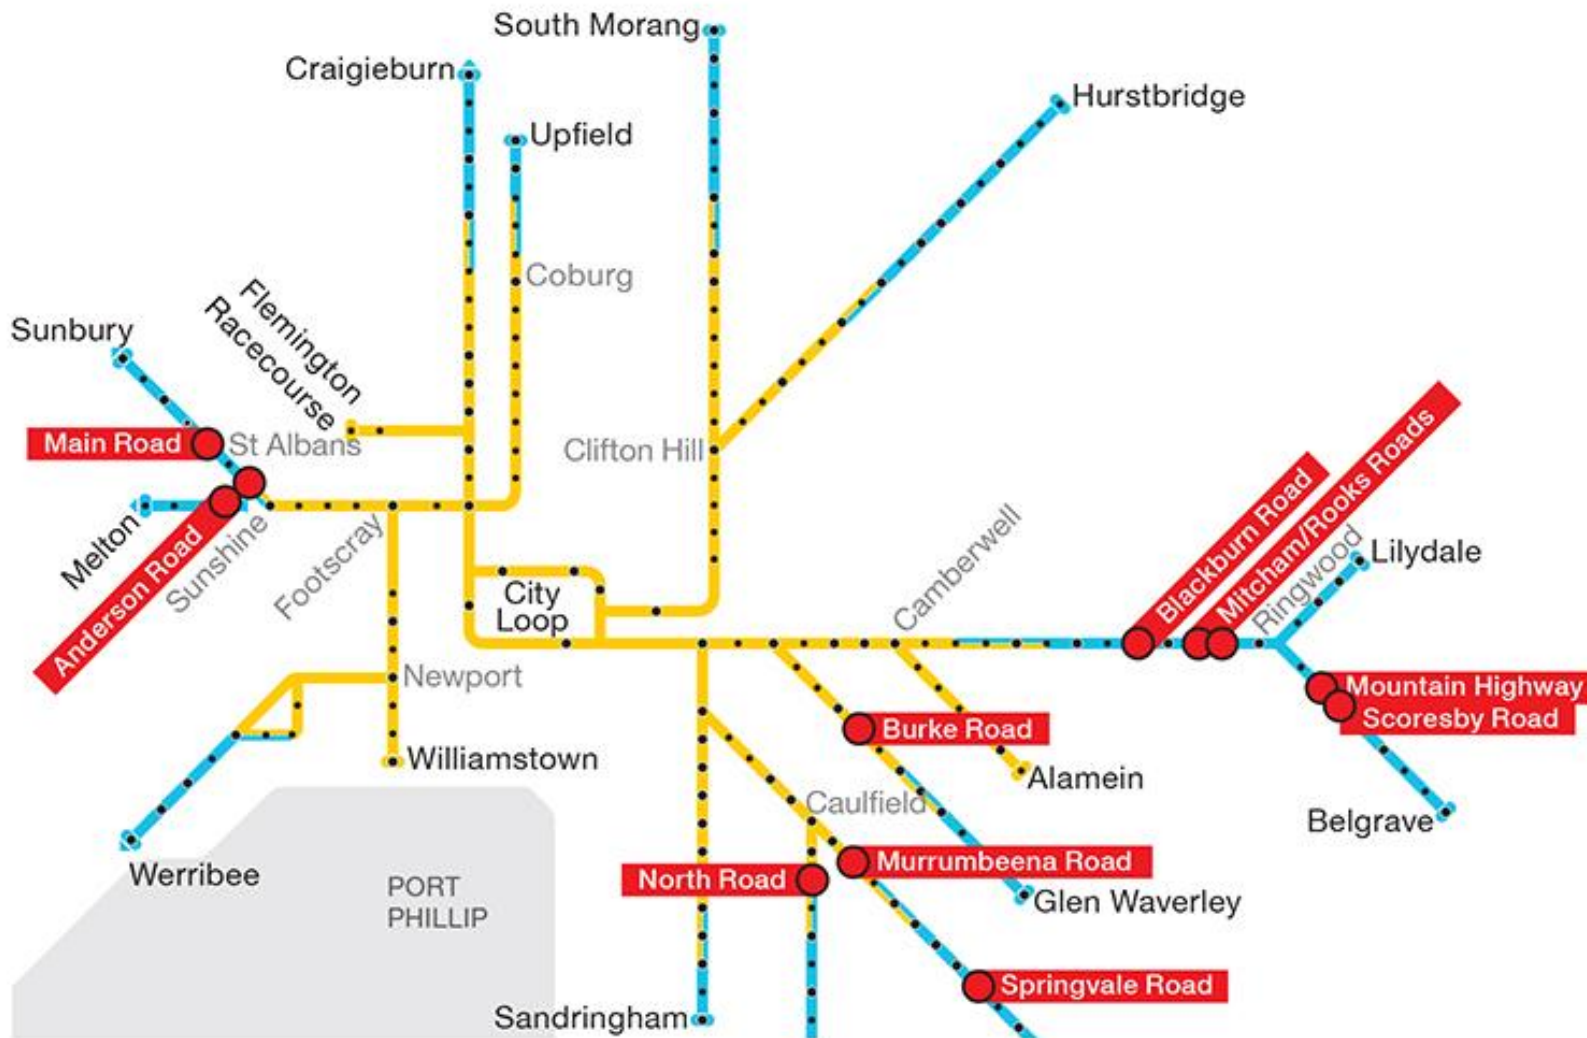 South Morang
Craigieburn
Hurstbridge
Upfield
Coburg
Flemington
Racecourse
Sunbury
Main Road
St Albans
Clifton Hill
Melton
Anderson Road
Sunshine
Footscray
City
Loop
Camberwell
Blackburn Road
Mitcham/Rooks Roads
Ringwood
Lilydale
Newport
Mountain Highway
Scoresby Road
Burke Road
Williamstown
Alamein
Caulfield
Belgrave
Werribee
PORT
PHILLIP
North Road
Murrumbeena Road
Glen Waverley
Springvale Road
Sandringham